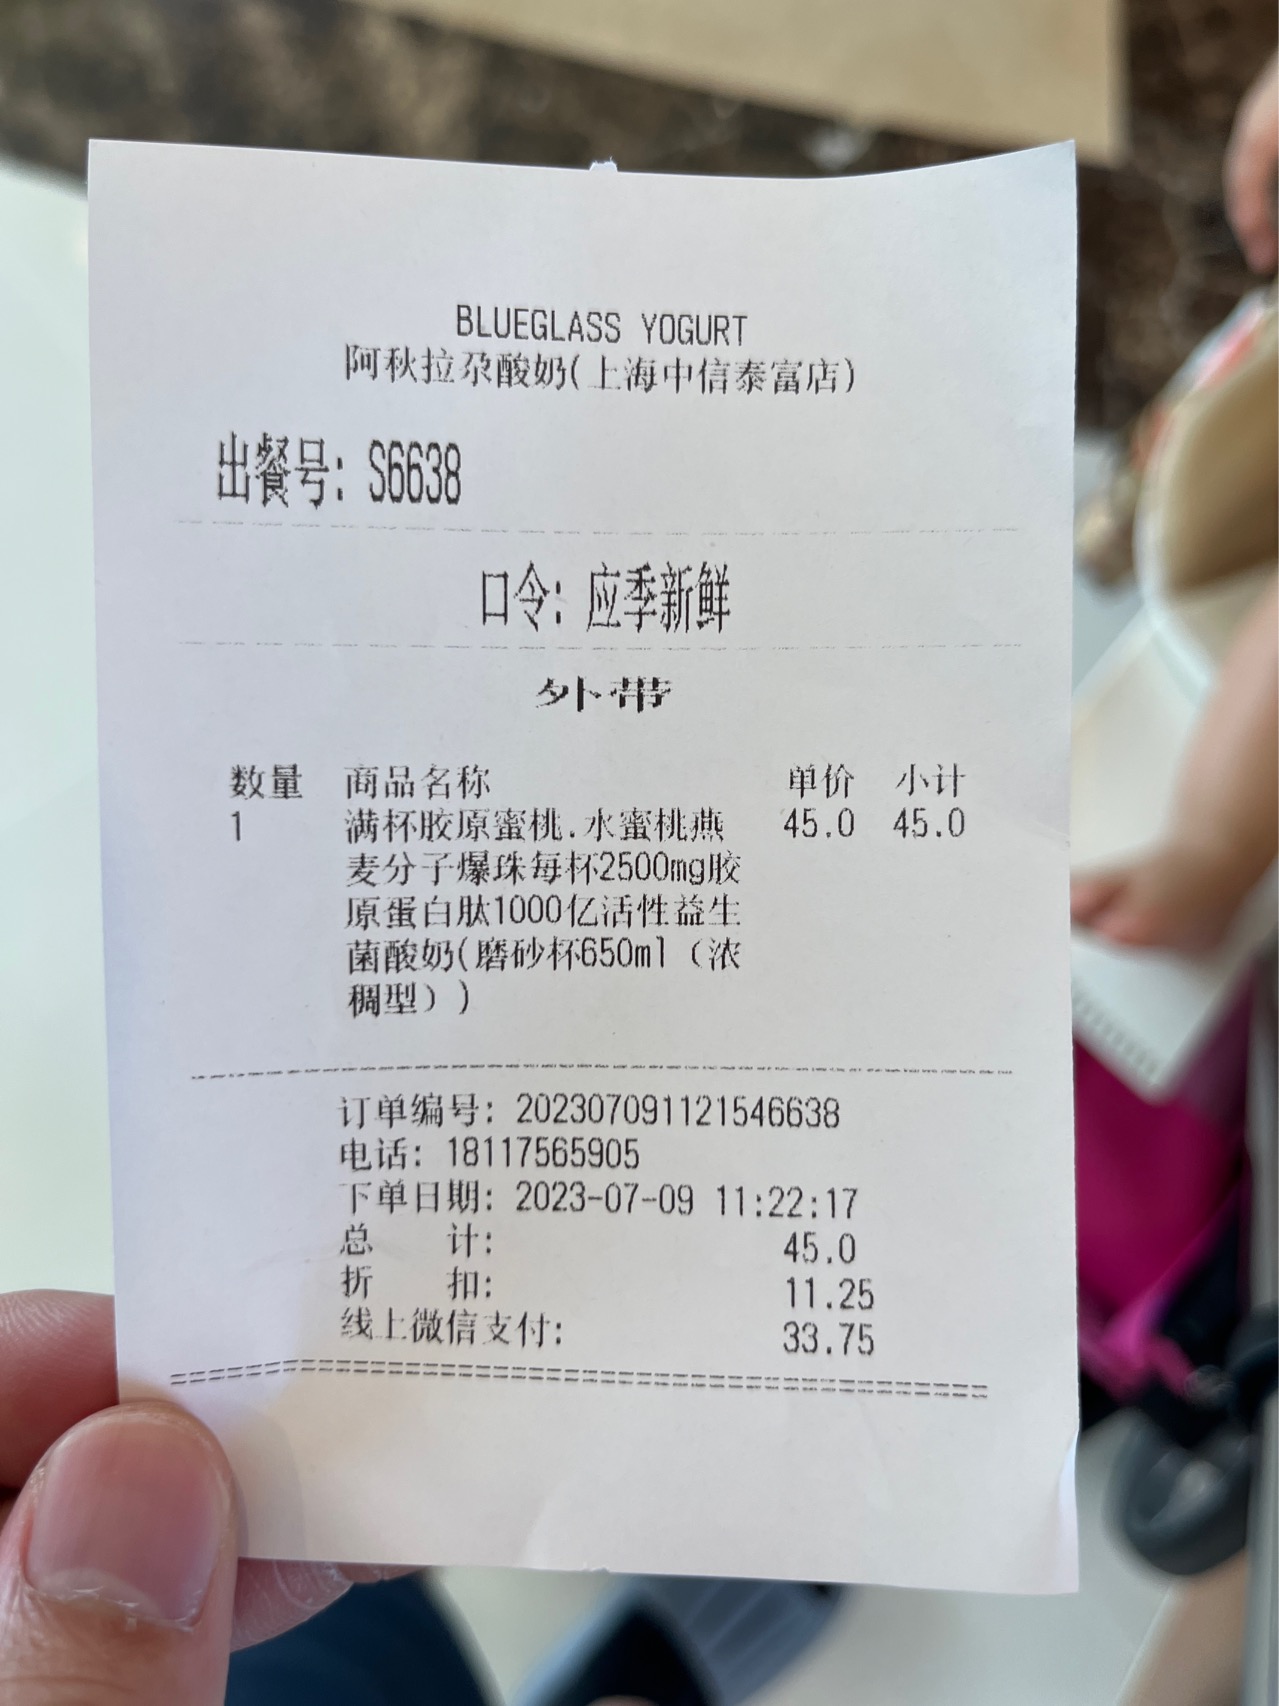 BLUEGLASS YOGURT
阿秋拉尕酸奶(上海中信泰富店)
出餐号: S6638
口令: 应季新鲜
外带
数量 商品名称 单价 小计
1 满杯胶原蜜桃.水蜜桃燕 45.0 45.0
麦分子爆珠每杯2500mg胶
原蛋白肽1000亿活性益生
菌酸奶(磨砂杯650ml（浓
稠型）)
订单编号: 202307091121546638
电话: 18117565905
下单日期: 2023-07-09 11:22:17
总 计: 45.0
折 扣: 11.25
线上微信支付: 33.75